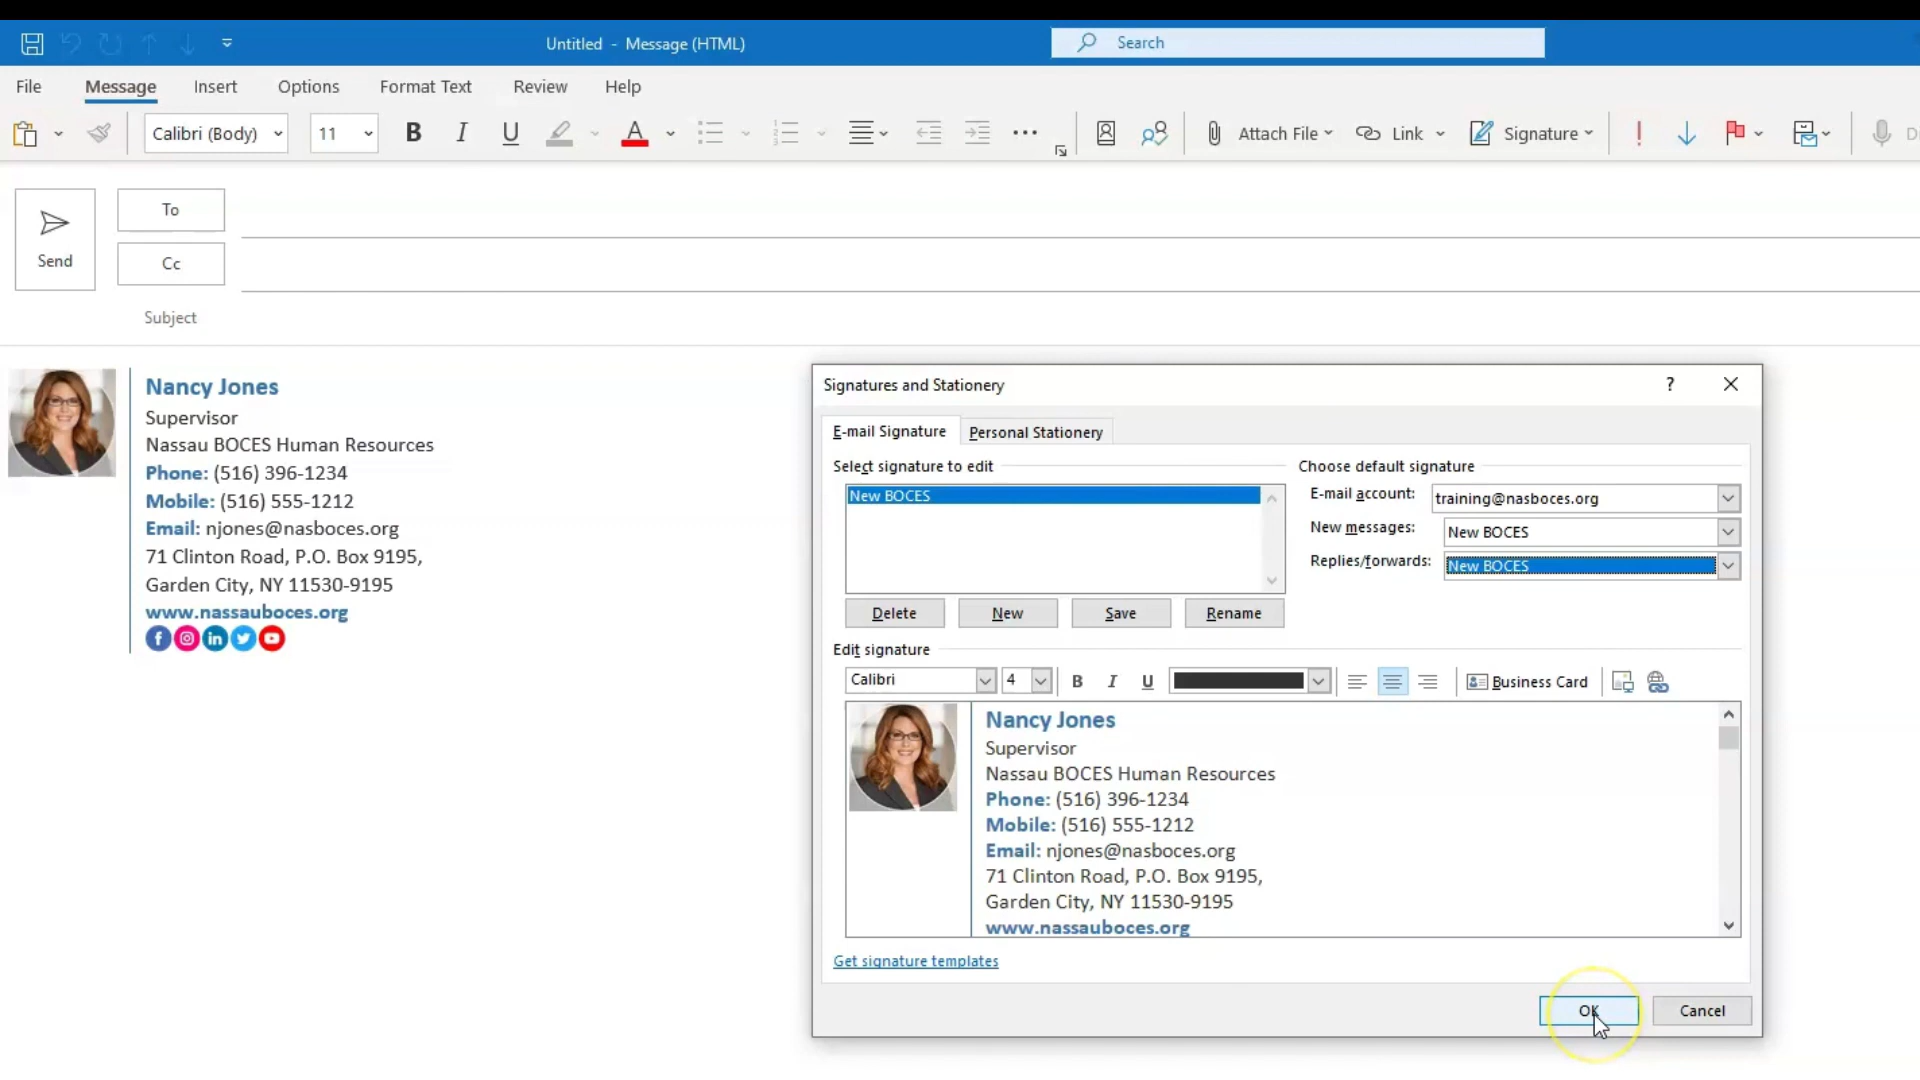 Untitled - Message (HTML)
Search
File Message Insert Options Format Text Review Help
Calibri (Body) 11 B I U A Attach File Link Signature
Send
To
Cc
Subject
Nancy Jones
Supervisor
Nassau BOCES Human Resources
Phone: (516) 396-1234
Mobile: (516) 555-1212
Email: njones@nasboces.org
71 Clinton Road, P.O. Box 9195,
Garden City, NY 11530-9195
www.nassauboces.org
f in
Signatures and Stationery ?
E-mail Signature Personal Stationery
Select signature to edit
New BOCES
Choose default signature
E-mail account: training@nasboces.org
New messages: New BOCES
Replies/forwards: New BOCES
Delete New Save Rename
Edit signature
Calibri 4 B I U Business Card
Nancy Jones
Supervisor
Nassau BOCES Human Resources
Phone: (516) 396-1234
Mobile: (516) 555-1212
Email: njones@nasboces.org
71 Clinton Road, P.O. Box 9195,
Garden City, NY 11530-9195
www.nassauboces.org
Get signature templates
OK Cancel